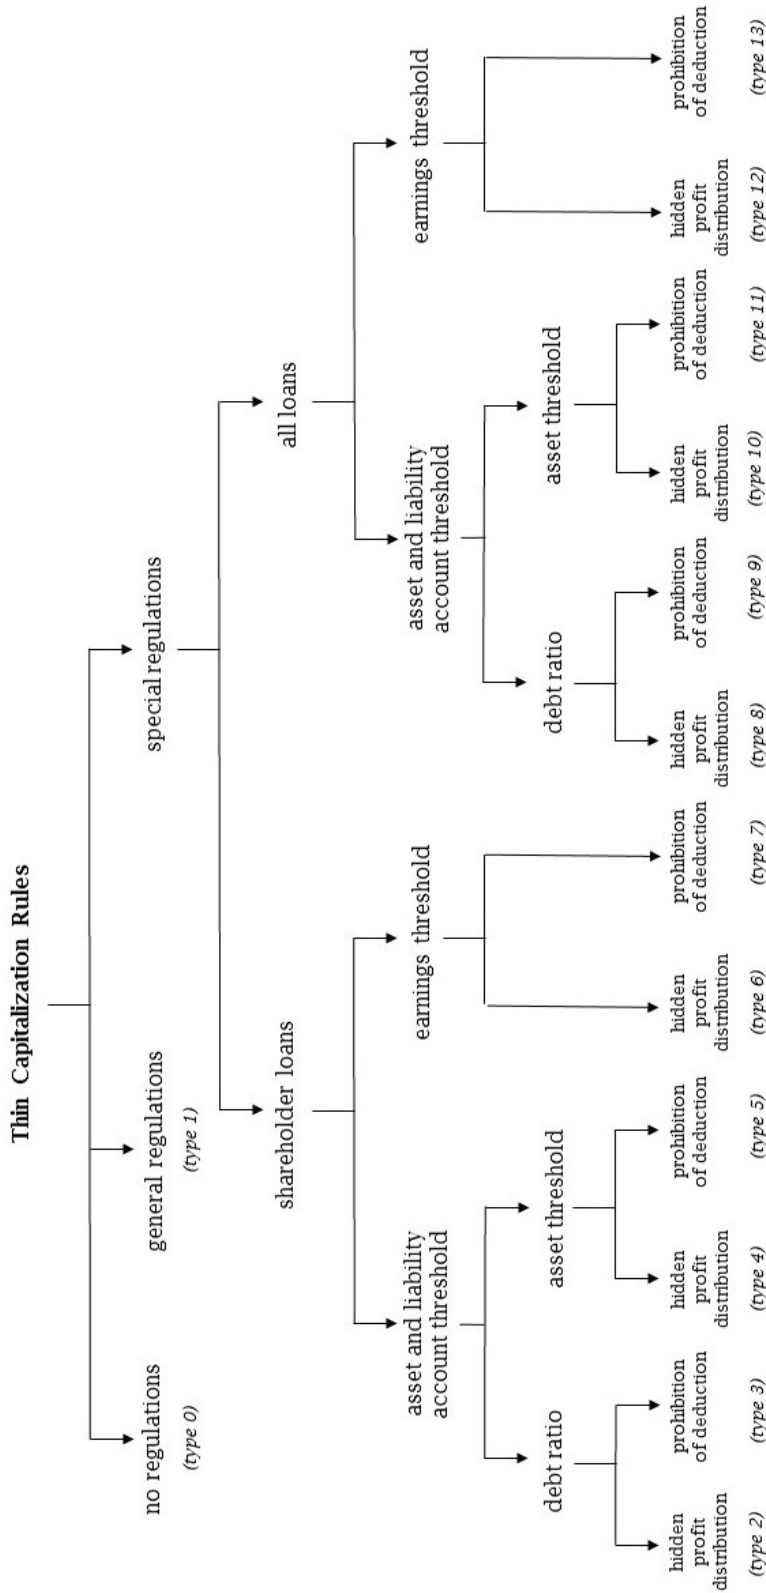 Thin Capitalization Rules
no regulations
(type 0)
general regulations
(type 1)
special regulations
shareholder loans
all loans
asset and liability
account threshold
earnings threshold
asset and liability
account threshold
earnings threshold
debt ratio
asset threshold
debt ratio
asset threshold
hidden
profit
distribution
(type 2)
prohibition
of deduction
(type 3)
hidden
profit
distribution
(type 4)
prohibition
of deduction
(type 5)
hidden
profit
distribution
(type 6)
prohibition
of deduction
(type 7)
hidden
profit
distribution
(type 8)
prohibition
of deduction
(type 9)
hidden
profit
distribution
(type 10)
prohibition
of deduction
(type 11)
hidden
profit
distribution
(type 12)
prohibition
of deduction
(type 13)